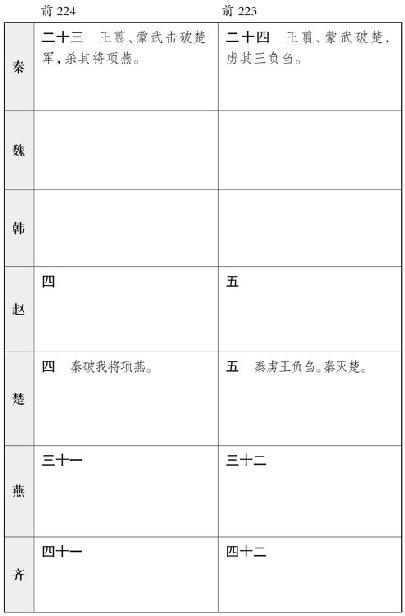 前 224 前 223
秦
二十三 王翦、蒙武击破楚
军,杀其将项燕。
二十四 王翦、蒙武破楚,
虏其王负刍。
魏
韩
赵
四
五
楚
四 秦破我将项燕。
五 秦虏王负刍。秦灭楚。
燕
三十一
三十二
齐
四十一
四十二